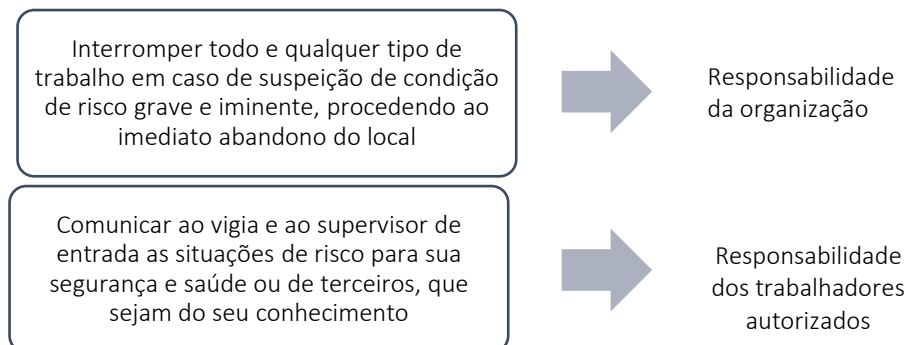 Interromper todo e qualquer tipo de
trabalho em caso de suspeição de condição
de risco grave e iminente, procedendo ao
imediato abandono do local
Responsabilidade
da organização
Comunicar ao vigia e ao supervisor de
entrada as situações de risco para sua
segurança e saúde ou de terceiros, que
sejam do seu conhecimento
Responsabilidade
dos trabalhadores
autorizados